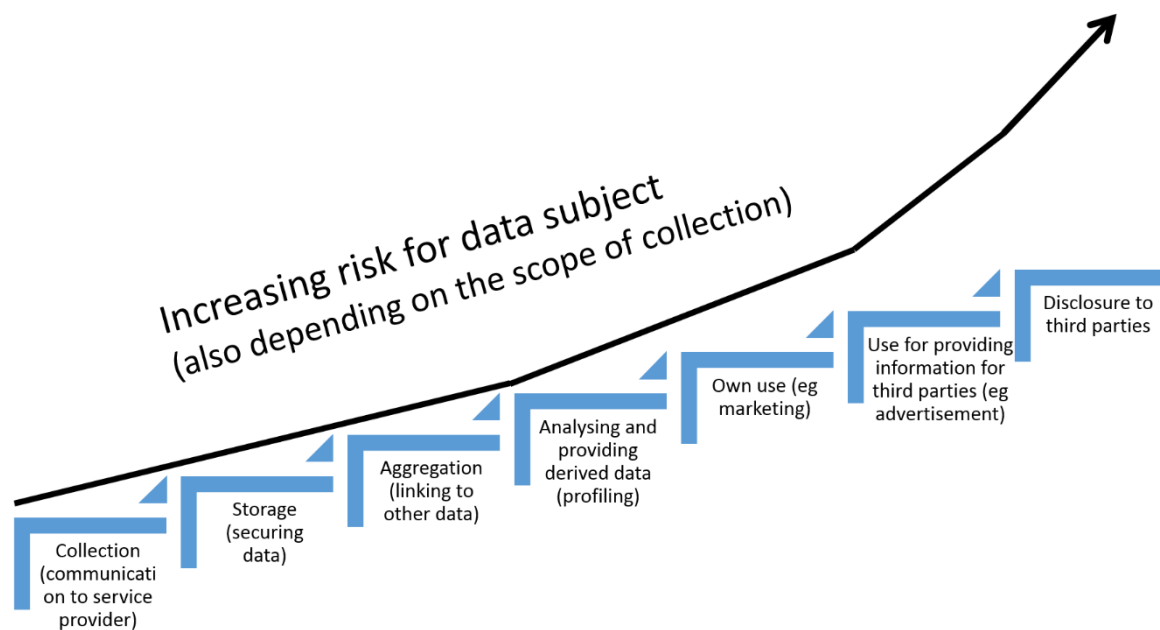 Increasing risk for data subject
(also depending on the scope of collection)
Collection
(communicati
on to service
provider)
Storage
(securing
data)
Aggregation
(linking to
other data)
Analysing and
providing
derived data
(profiling)
Own use (eg
marketing)
Use for providing
information for
third parties (eg
advertisement)
Disclosure to
third parties